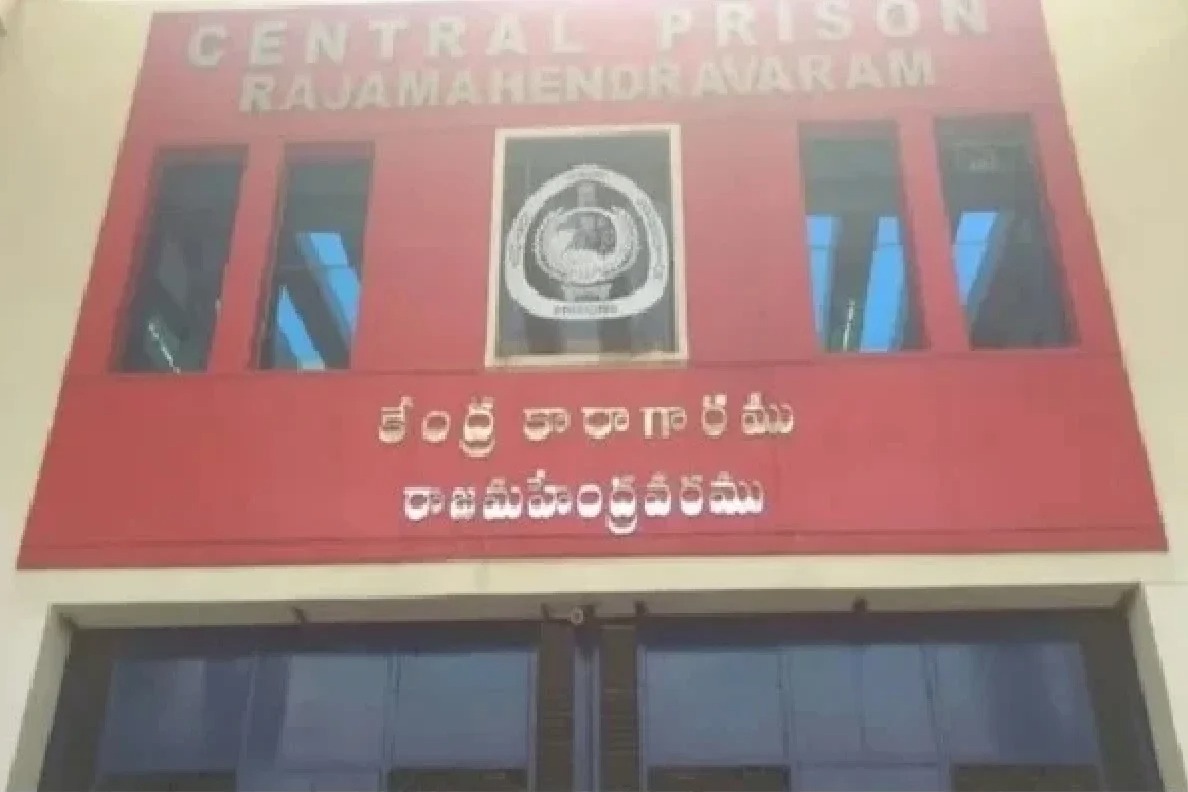 CENTRAL PRISON
RAJAMAHENDRAVARAM
కేంద్ర కారాగారము
రాజమహేంద్రవరము